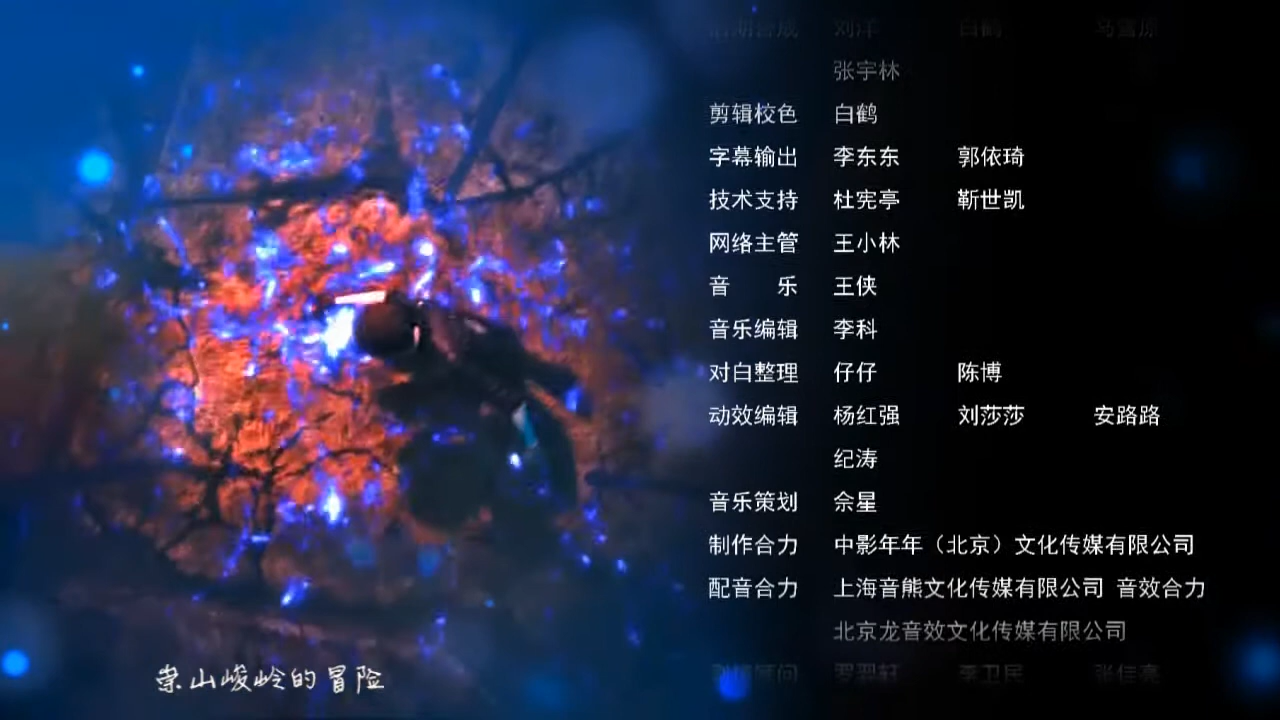 刘洋 白鹤
张宇林
剪辑校色 白鹤
字幕输出 李东东 郭依琦
技术支持 杜宪亭 靳世凯
网络主管 王小林
音 乐 王侠
音乐编辑 李科
对白整理 仔仔 陈博
动效编辑 杨红强 刘莎莎 安路路
纪涛
音乐策划 佘星
制作合力 中影年年（北京）文化传媒有限公司
配音合力 上海音熊文化传媒有限公司 音效合力
北京龙音效文化传媒有限公司
李卫民
崇山峻岭的冒险